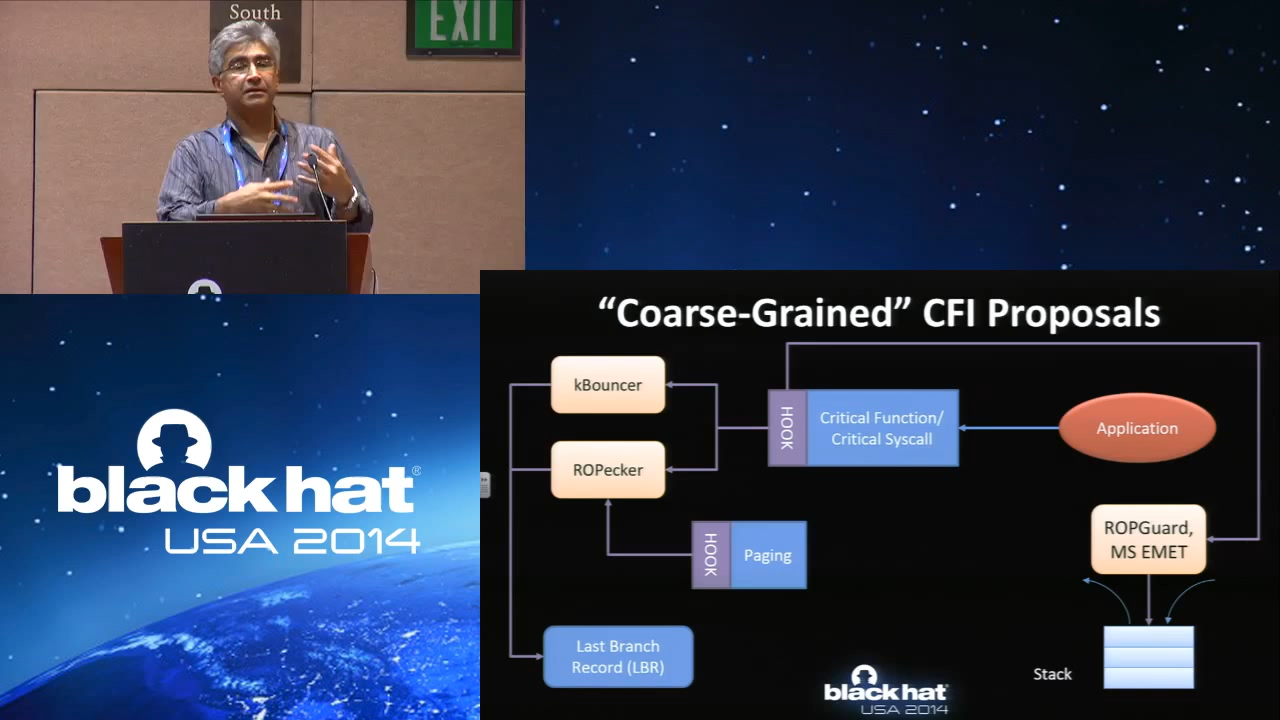 South
EXIT
black hat®
USA 2014
“Coarse-Grained” CFI Proposals
kBouncer
ROPecker
HOOK
Critical Function/
Critical Syscall
Application
HOOK
Paging
ROPGuard,
MS EMET
Last Branch
Record (LBR)
Stack
black hat®
USA 2014